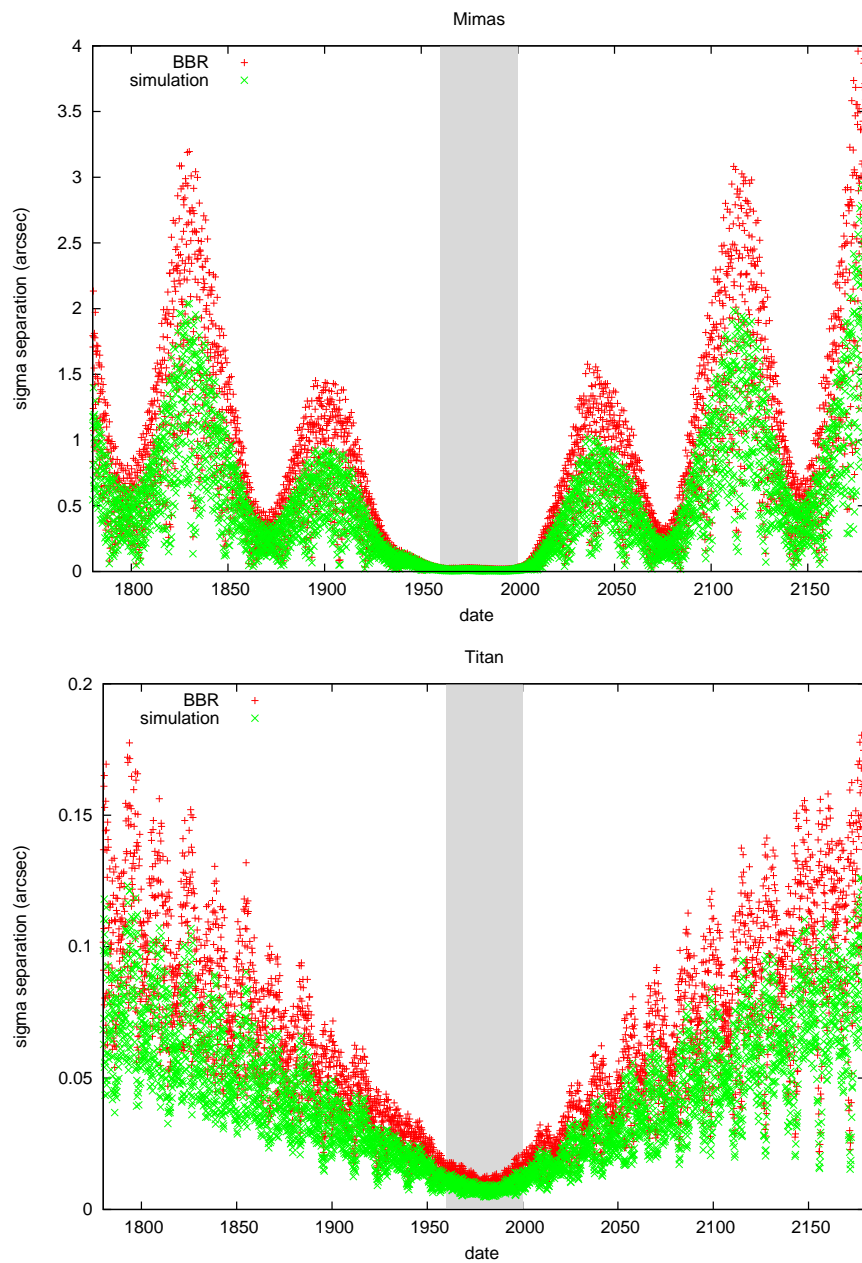 Mimas
4
3.5
3
2.5
2
1.5
1
0.5
0
sigma separation (arcsec)
BBR
simulation
1800 1850 1900 1950 2000 2050 2100 2150
date
Titan
0.2
0.15
0.1
0.05
0
sigma separation (arcsec)
BBR
simulation
1800 1850 1900 1950 2000 2050 2100 2150
date